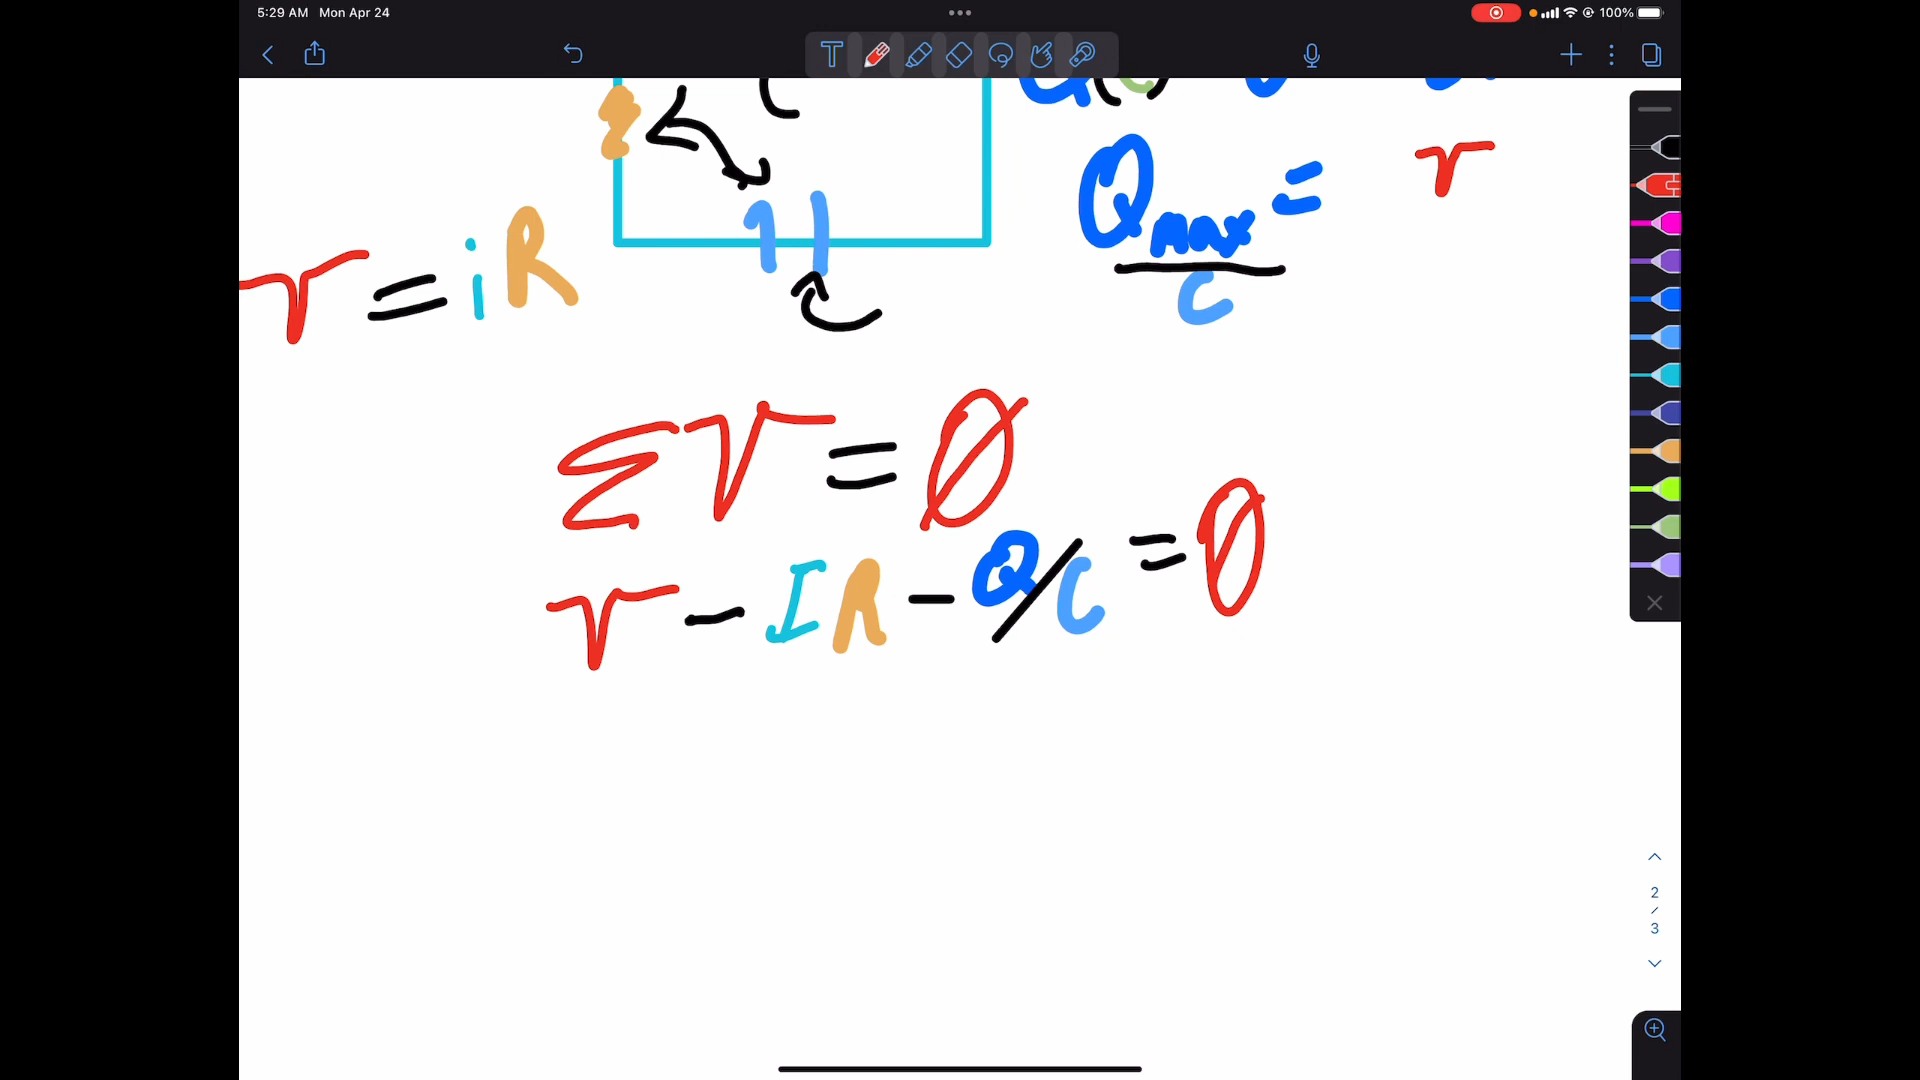 5:29 AM Mon Apr 24
100%
T
Qmax = V
C
V = iR
ΣV = 0
V - IR - Q/C = 0
2
/
3